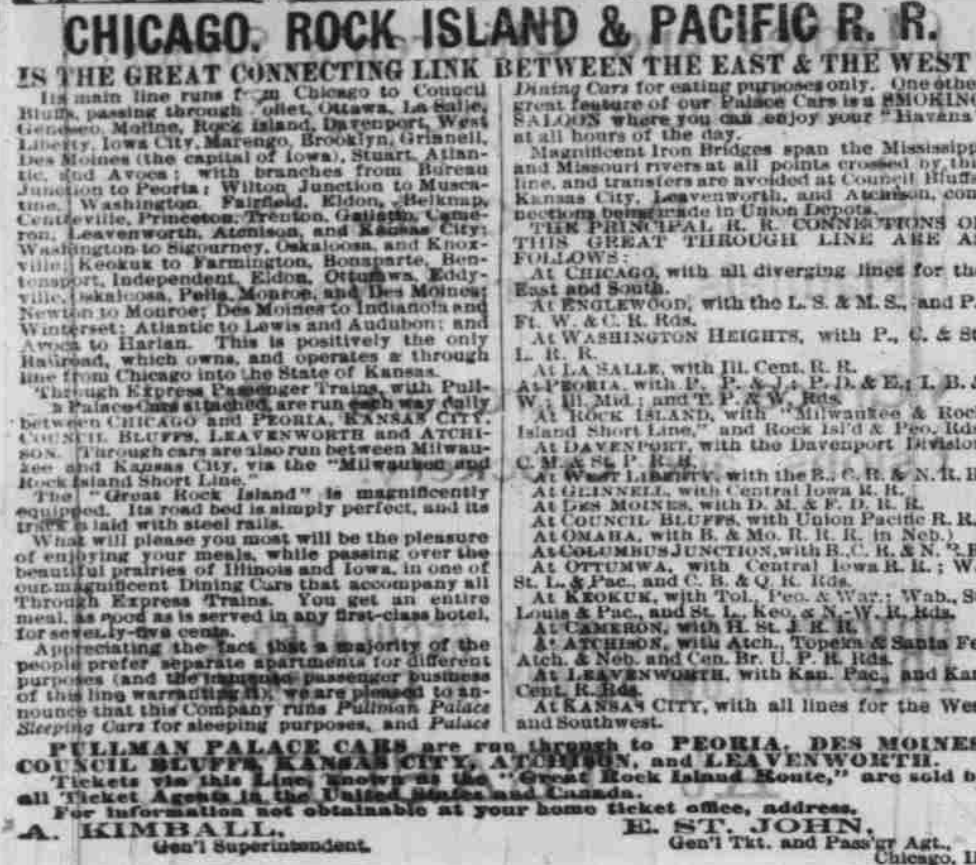 CHICAGO. ROCK ISLAND & PACIFIC R. R.
IS THE GREAT CONNECTING LINK BETWEEN THE EAST & THE WEST
Its main line runs from Chicago to Council
Bluffs, passing through Joliet, Ottawa, La Salle,
Geneseo, Moline, Rock Island, Davenport, West
Liberty, Iowa City, Marengo, Brooklyn, Grinnell,
Des Moines (the capital of Iowa), Stuart, Atlan-
tic, and Avoca; with branches from Bureau
Junction to Peoria; Wilton Junction to Musca-
tine, Washington, Fairfield, Eldon, Belknap,
Centreville, Princeton, Trenton, Gallatin, Came-
ron, Leavenworth, Atchison, and Kansas City;
Washington to Sigourney, Oskaloosa, and Knox-
ville; Keokuk to Farmington, Bonaparte, Ben-
tonsport, Independent, Eldon, Ottumwa, Eddy-
ville, Oskaloosa, Pella, Monroe, and Des Moines;
Newton to Monroe; Des Moines to Indianola and
Winterset; Atlantic to Lewis and Audubon; and
Avoca to Harlan. This is positively the only
Railroad, which owns, and operates a through
line from Chicago into the State of Kansas.
Through Express Passenger Trains, with Pull-
man Palace Cars attached, are run each way daily
between CHICAGO and PEORIA, KANSAS CITY,
COUNCIL BLUFFS, LEAVENWORTH and ATCHI-
SON. Through cars are also run between Milwau-
kee and Kansas City, via the "Milwaukee and
Rock Island Short Line."
The "Great Rock Island" is magnificently
equipped. Its road bed is simply perfect, and its
track is laid with steel rails.
What will please you most will be the pleasure
of enjoying your meals, while passing over the
beautiful prairies of Illinois and Iowa, in one of
our magnificent Dining Cars that accompany all
Through Express Trains. You get an entire
meal, as good as is served in any first-class hotel,
for seventy-five cents.
Appreciating the fact that a majority of the
people prefer separate apartments for different
purposes (and the immense passenger business
of this line warranting it), we are pleased to an-
nounce that this Company runs Pullman Palace
Sleeping Cars for sleeping purposes, and Palace
Dining Cars for eating purposes only. One other
great feature of our Palace Cars is a SMOKING
SALOON where you can enjoy your "Havana"
at all hours of the day.
Magnificent Iron Bridges span the Mississippi
and Missouri rivers at all points crossed by this
line, and transfers are avoided at Council Bluffs,
Kansas City, Leavenworth, and Atchison, con-
nections being made in Union Depots.
THE PRINCIPAL R. R. CONNECTIONS OF
THIS GREAT THROUGH LINE ARE AS
FOLLOWS:
At CHICAGO, with all diverging lines for the
East and South.
At ENGLEWOOD, with the L. S. & M. S., and P.,
Ft. W. & C. R. Rds.
At WASHINGTON HEIGHTS, with P., C. & St.
L. R. R.
At LA SALLE, with Ill. Cent. R. R.
At PEORIA, with P. P. & J.; P. D. & E.; I. B. &
W.; Ill. Mid.; and T. P. & W. Rds.
At ROCK ISLAND, with "Milwaukee & Rock
Island Short Line," and Rock Isl'd & Peo. Rds.
At DAVENPORT, with the Davenport Division
C. M. & St. P. R. R.
At WEST LIBERTY, with the B., C. R. & N. R. R.
At GRINNELL, with Central Iowa R. R.
At DES MOINES, with D. M. & F. D. R. R.
At COUNCIL BLUFFS, with Union Pacific R. R.
At OMAHA, with B. & Mo. R. R. R. (in Neb.)
At COLUMBUS JUNCTION, with B., C. R. & N. R. R.
At OTTUMWA, with Central Iowa R. R.; W.,
St. L. & Pac., and C. B. & Q. R. Rds.
At KEOKUK, with Tol., Peo. & War.; Wab., St.
Louis & Pac., and St. L., Keo. & N.-W. R. Rds.
At CAMERON, with H. St. J. R. R.
At ATCHISON, with Atch., Topeka & Santa Fe;
Atch. & Neb. and Cen. Br. U. P. R. Rds.
At LEAVENWORTH, with Kan. Pac., and Kan.
Cent. R. Rds.
At KANSAS CITY, with all lines for the West
and Southwest.
PULLMAN PALACE CARS are run through to PEORIA, DES MOINES,
COUNCIL BLUFFS, KANSAS CITY, ATCHISON, and LEAVENWORTH.
Tickets via this Line, known as the "Great Rock Island Route," are sold by
all Ticket Agents in the United States and Canada.
For information not obtainable at your home ticket office, address,
A. KIMBALL, E. ST. JOHN,
Gen'l Superintendent. Gen'l Tkt. and Pass'gr Agt.,
Chicago,